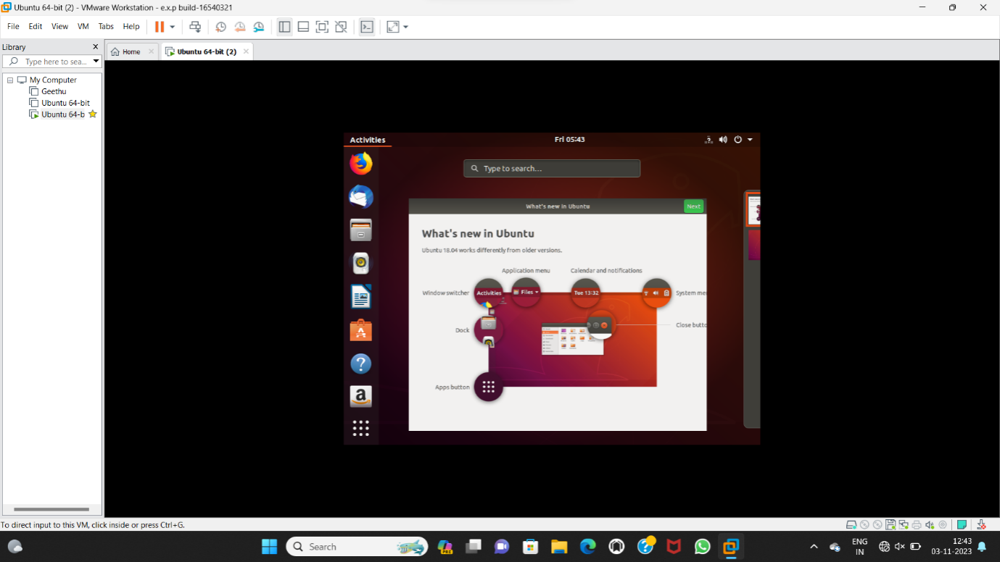 Ubuntu 64-bit (2) - VMware Workstation - e.x.p build-16540321
File Edit View VM Tabs Help
Library
Home
Ubuntu 64-bit (2)
Type here to sea...
My Computer
Geethu
Ubuntu 64-bit
Ubuntu 64-b
Activities
Fri 05:43
Type to search...
What's new in Ubuntu
Next
What's new in Ubuntu
Ubuntu 18.04 works differently from older versions.
Application menu
Calendar and notifications
Window switcher
Activities
Files
Tue 13:32
System me
Dock
Close butto
Apps button
To direct input to this VM, click inside or press Ctrl+G.
Search
PRE
ENG
IN
12:43
03-11-2023